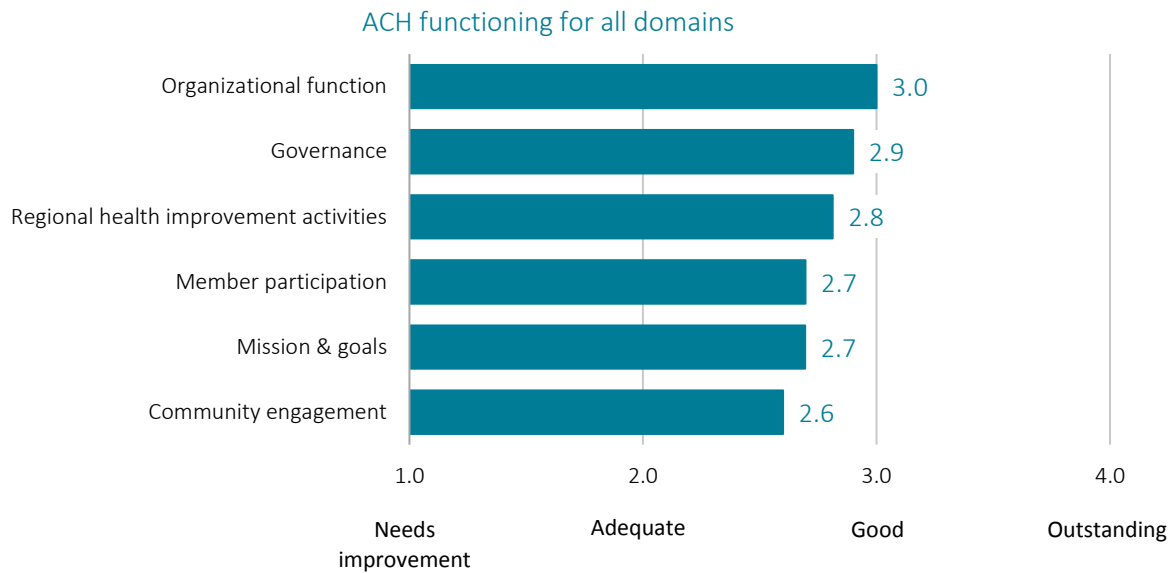 ACH functioning for all domains
Organizational function
3.0
Governance
2.9
Regional health improvement activities
2.8
Member participation
2.7
Mission & goals
2.7
Community engagement
2.6
1.0
2.0
3.0
4.0
Needs
improvement
Adequate
Good
Outstanding